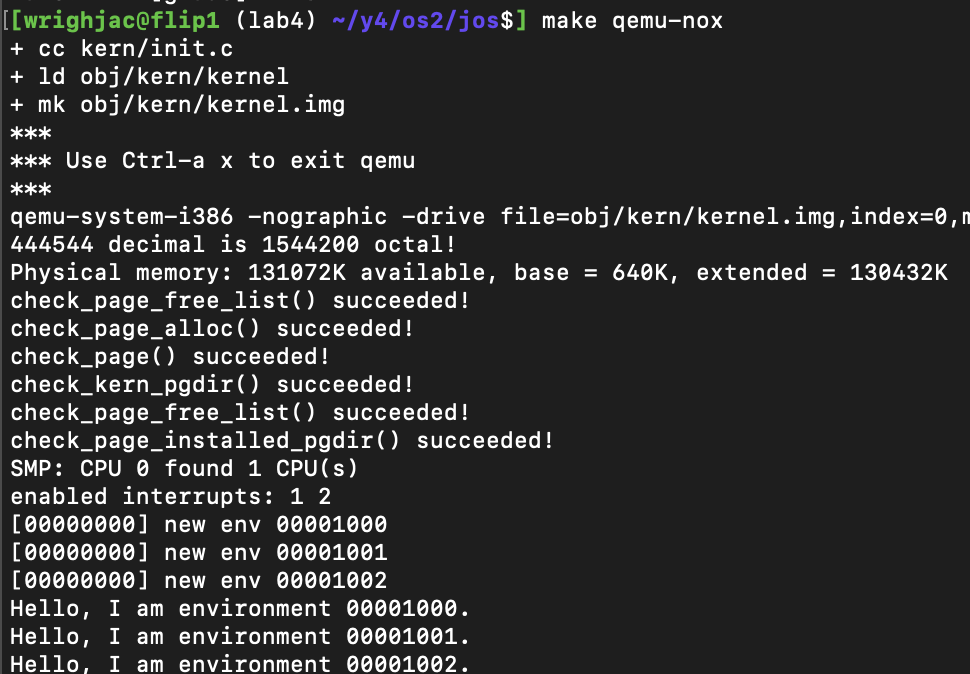 [[wrighjac@flip1 (lab4) ~/y4/os2/jos$] make qemu-nox
+ cc kern/init.c
+ ld obj/kern/kernel
+ mk obj/kern/kernel.img
***
*** Use Ctrl-a x to exit qemu
***
qemu-system-i386 -nographic -drive file=obj/kern/kernel.img,index=0,m
444544 decimal is 1544200 octal!
Physical memory: 131072K available, base = 640K, extended = 130432K
check_page_free_list() succeeded!
check_page_alloc() succeeded!
check_page() succeeded!
check_kern_pgdir() succeeded!
check_page_free_list() succeeded!
check_page_installed_pgdir() succeeded!
SMP: CPU 0 found 1 CPU(s)
enabled interrupts: 1 2
[00000000] new env 00001000
[00000000] new env 00001001
[00000000] new env 00001002
Hello, I am environment 00001000.
Hello, I am environment 00001001.
Hello, I am environment 00001002.